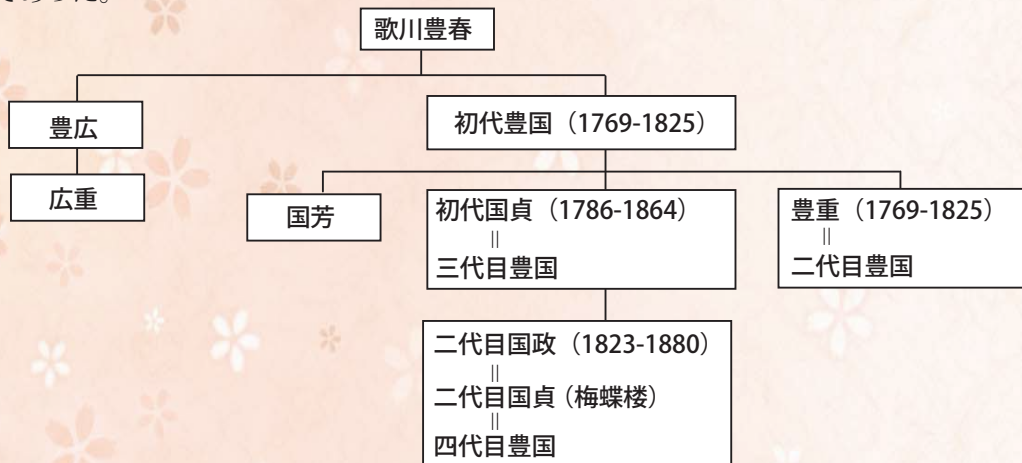 であった。
歌川豊春
豊広
初代豊国（1769-1825）
広重
国芳
初代国貞（1786-1864）
||
三代目豊国
豊重（1769-1825）
||
二代目豊国
二代目国政（1823-1880）
||
二代目国貞（梅蝶楼）
||
四代目豊国